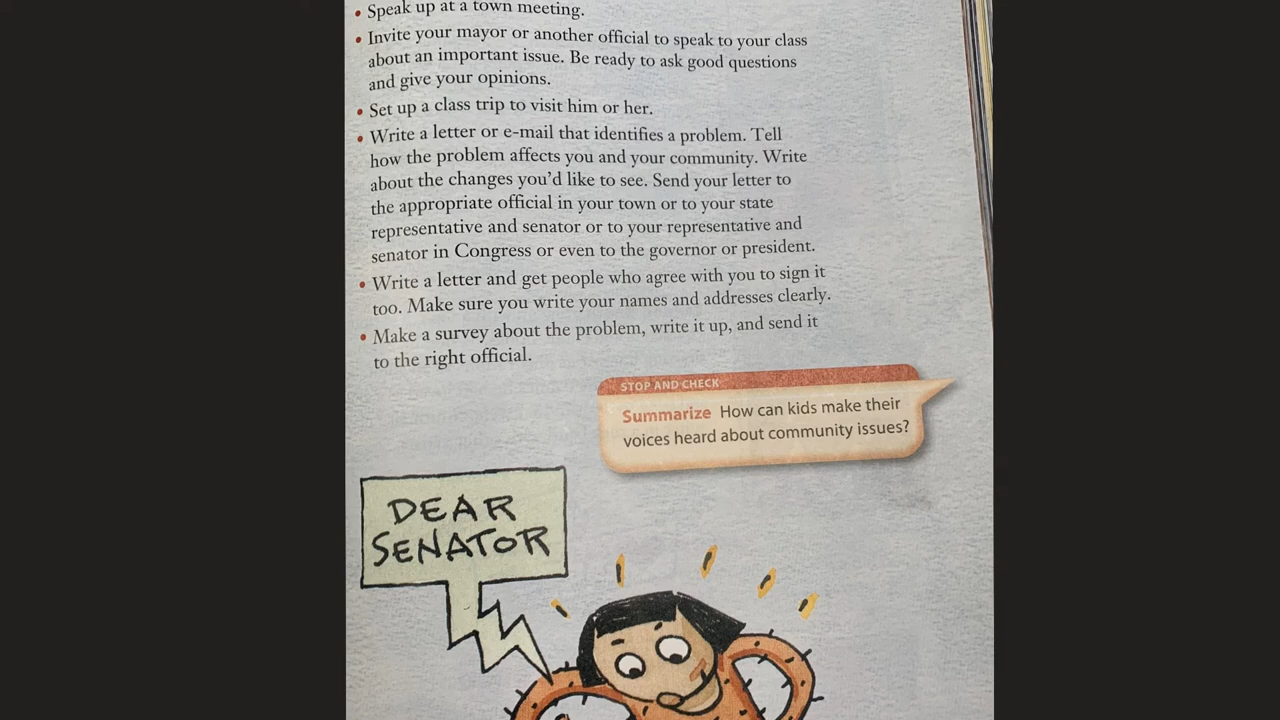 • Speak up at a town meeting.
• Invite your mayor or another official to speak to your class
about an important issue. Be ready to ask good questions
and give your opinions.
• Set up a class trip to visit him or her.
• Write a letter or e-mail that identifies a problem. Tell
how the problem affects you and your community. Write
about the changes you’d like to see. Send your letter to
the appropriate official in your town or to your state
representative and senator or to your representative and
senator in Congress or even to the governor or president.
• Write a letter and get people who agree with you to sign it
too. Make sure you write your names and addresses clearly.
• Make a survey about the problem, write it up, and send it
to the right official.
STOP AND CHECK
Summarize How can kids make their
voices heard about community issues?
DEAR
SENATOR